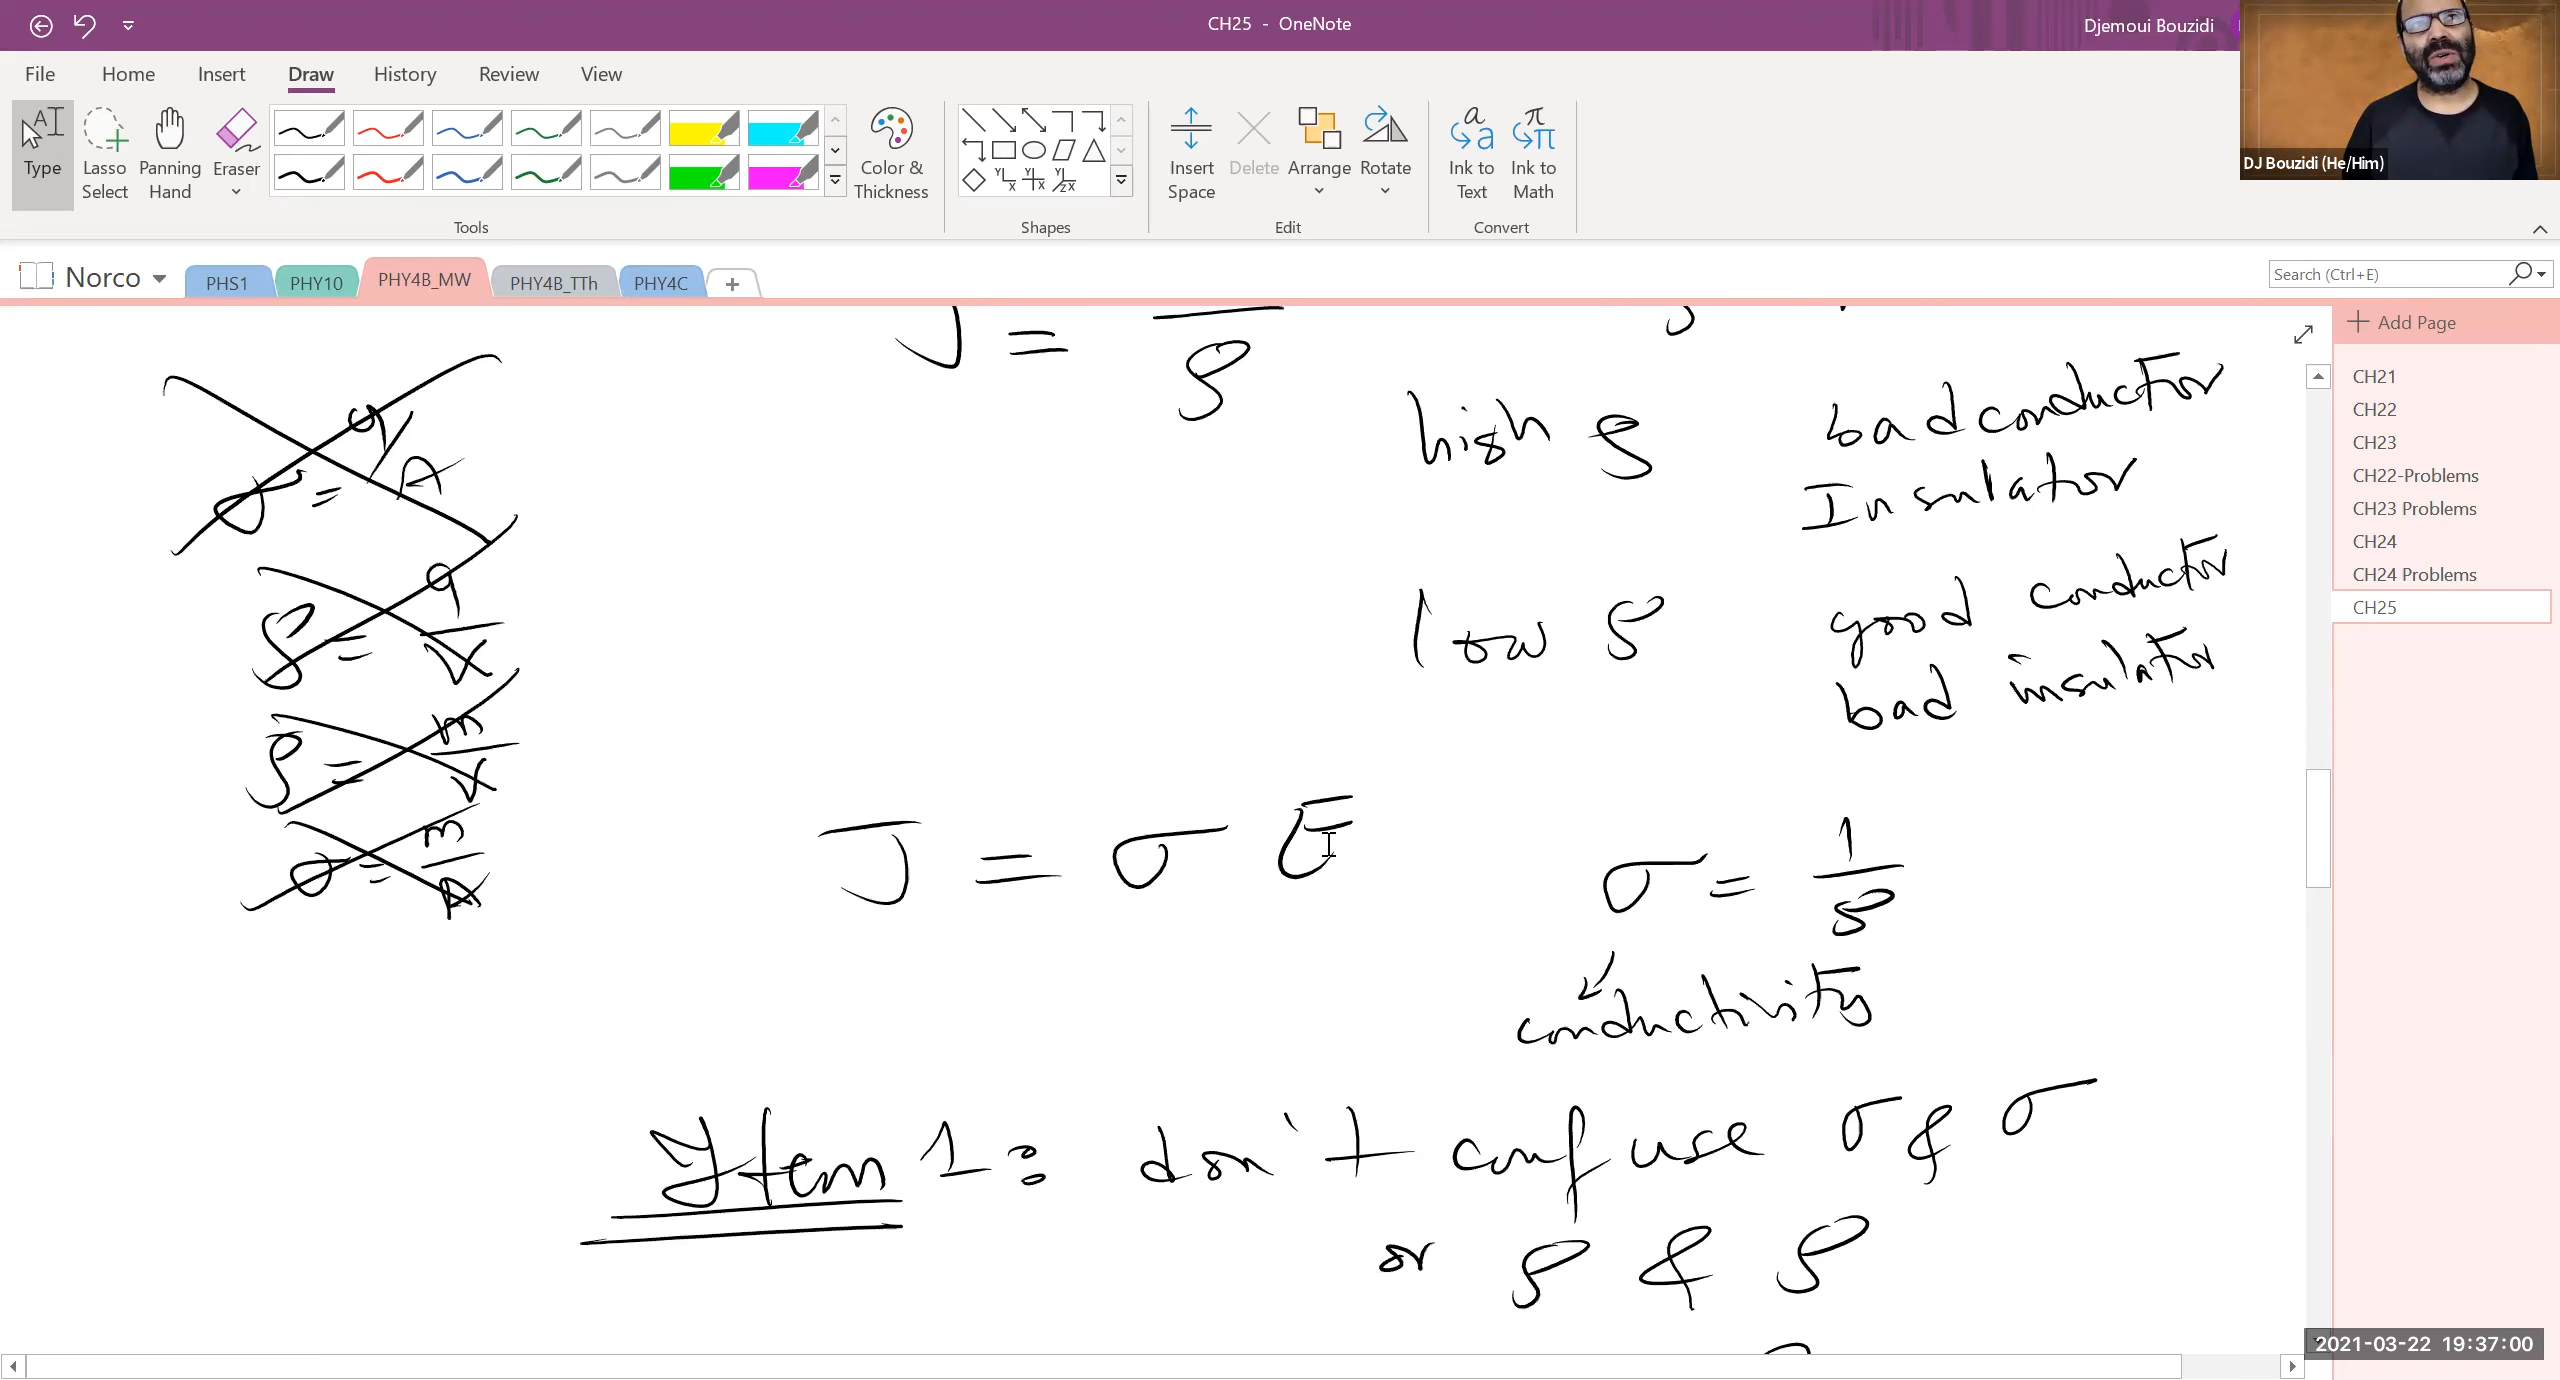 CH25 - OneNote
Djemoui Bouzidi
File Home Insert Draw History Review View
Type
Lasso Select
Panning Hand
Eraser
Color & Thickness
Insert Space
Delete
Arrange
Rotate
Ink to Text
Ink to Math
Tools
Shapes
Edit
Convert
DJ Bouzidi (He/Him)
Norco
PHS1 PHY10 PHY4B_MW PHY4B_TTh PHY4C
Search (Ctrl+E)
Add Page
CH21
CH22
CH23
CH22-Problems
CH23 Problems
CH24
CH24 Problems
CH25
J = /ρ
σ = q/A
ρ = q/V
ρ = m/V
σ = m/A
high ρ bad conductor
Insulator
low ρ good conductor
bad insulator
J = σ E
σ = 1/ρ
conductivity
Item 1: don't confuse σ & σ
or ρ & ρ
2021-03-22 19:37:00